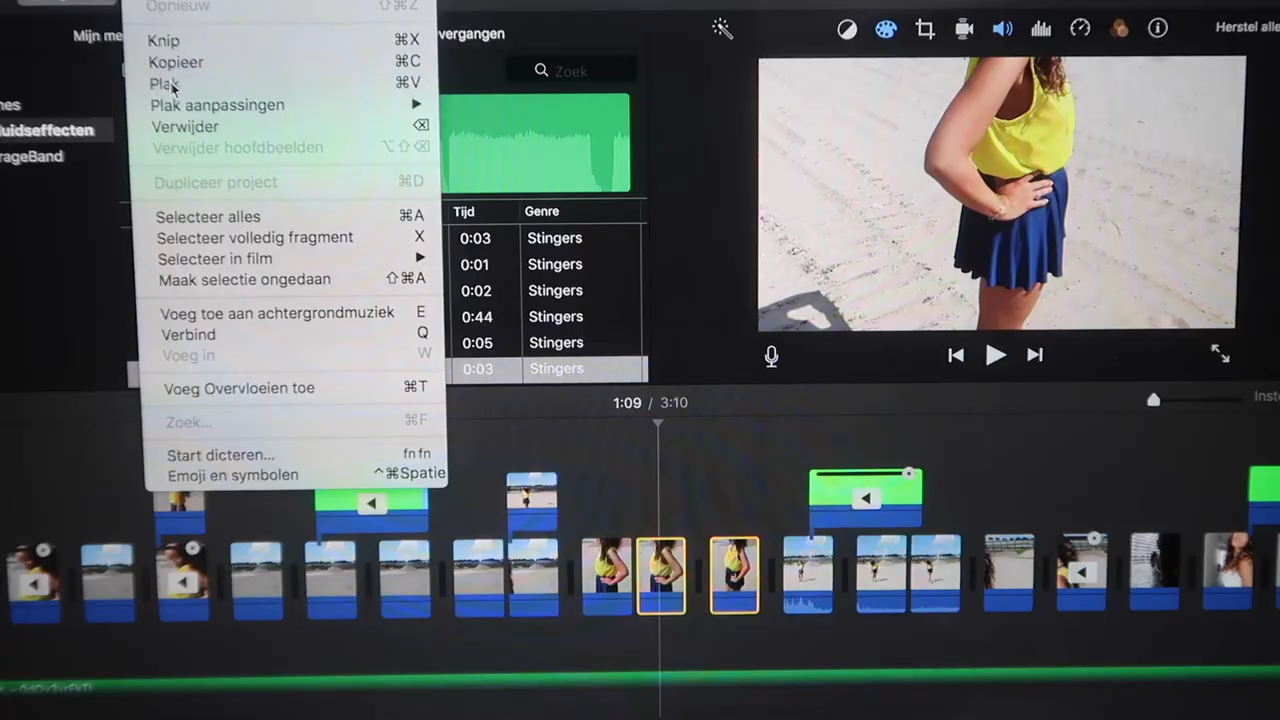 Opnieuw ⇧⌘Z
Mijn me
vergangen
Herstel alle
Knip ⌘X
Kopieer ⌘C
Zoek
Plak ⌘V
Plak aanpassingen
Verwijder
luidseffecten
Verwijder hoofdbeelden
rageBand
Dupliceer project ⌘D
Tijd Genre
Selecteer alles ⌘A
Selecteer volledig fragment X
0:03 Stingers
Selecteer in film
0:01 Stingers
Maak selectie ongedaan ⇧⌘A
0:02 Stingers
Voeg toe aan achtergrondmuziek E
0:44 Stingers
Verbind Q
0:05 Stingers
Voeg in W
0:03 Stingers
Voeg Overvloeien toe ⌘T
1:09 / 3:10
Inste
Zoek... ⌘F
Start dicteren... fn fn
Emoji en symbolen ^⌘Spatie